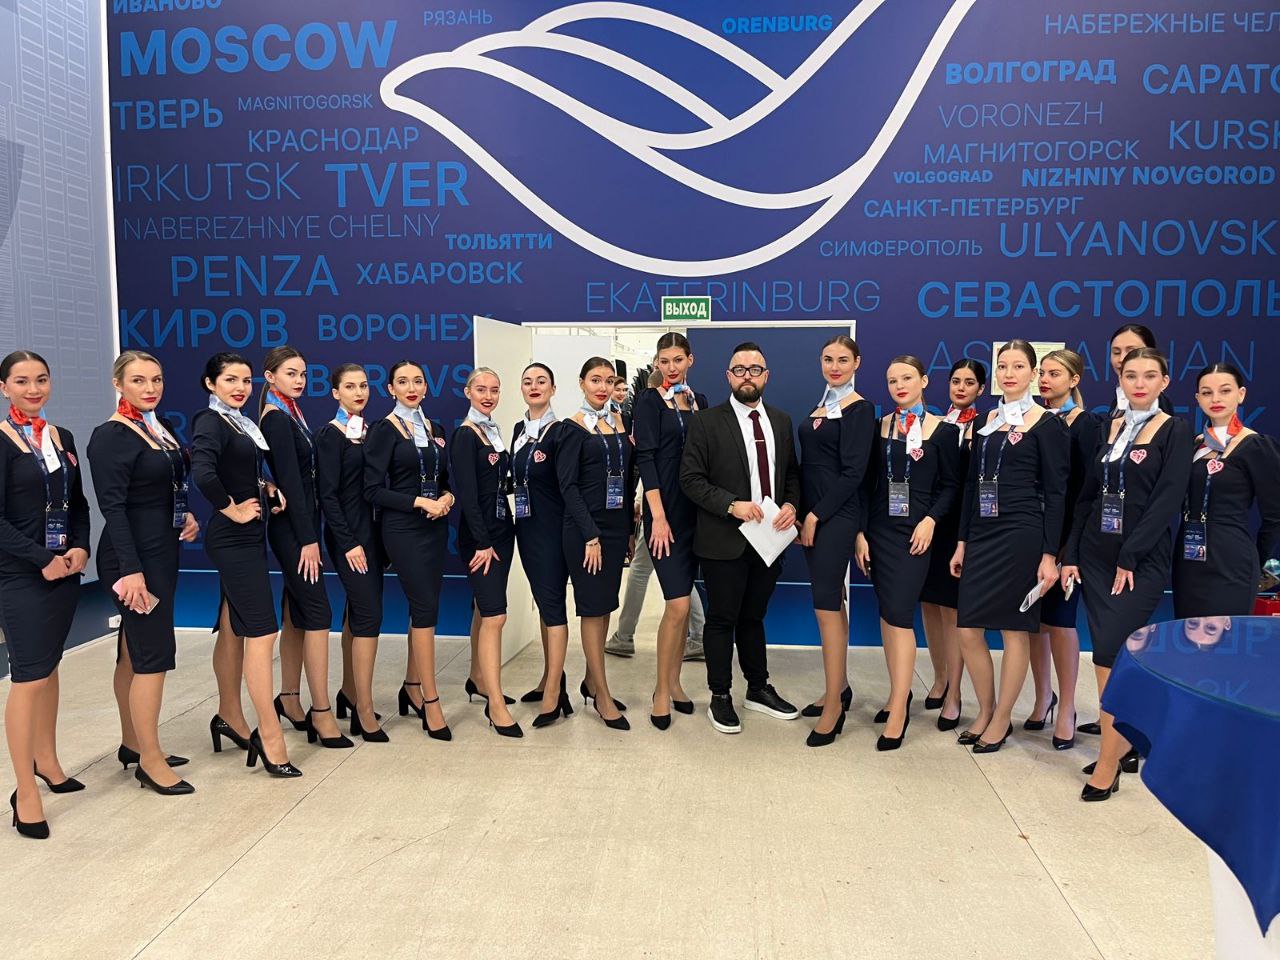 ИВАНОВО
РЯЗАНЬ
ORENBURG
НАБЕРЕЖНЫЕ ЧЕЛ
MOSCOW
ВОЛГОГРАД
САРАТО
ТВЕРЬ
MAGNITOGORSK
VORONEZH
КРАСНОДАР
МАГНИТОГОРСК
KURSK
IRKUTSK
TVER
VOLGOGRAD
NIZHNIY NOVGOROD
САНКТ-ПЕТЕРБУРГ
NABEREZHNYE CHELNY
ТОЛЬЯТТИ
СИМФЕРОПОЛЬ
ULYANOVSK
PENZA
ХАБАРОВСК
EKATERINBURG
СЕВАСТОПОЛЬ
ВЫХОД
КИРОВ
ВОРОНЕЖ